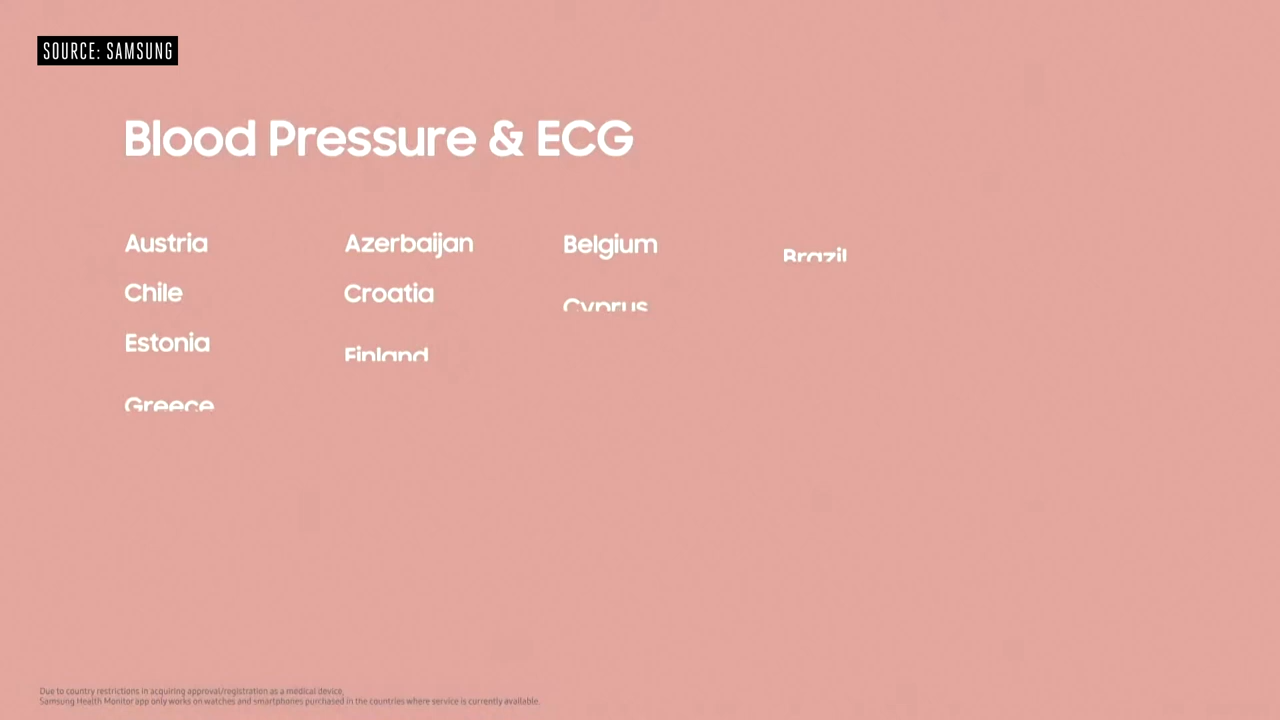 SOURCE: SAMSUNG
Blood Pressure & ECG
Austria Azerbaijan Belgium Brazil
Chile Croatia Cyprus
Estonia Finland
Greece
Due to country restrictions in acquiring approval/registration as a medical device,
Samsung Health Monitor app only works on watches and smartphones purchased in the countries where service is currently available.